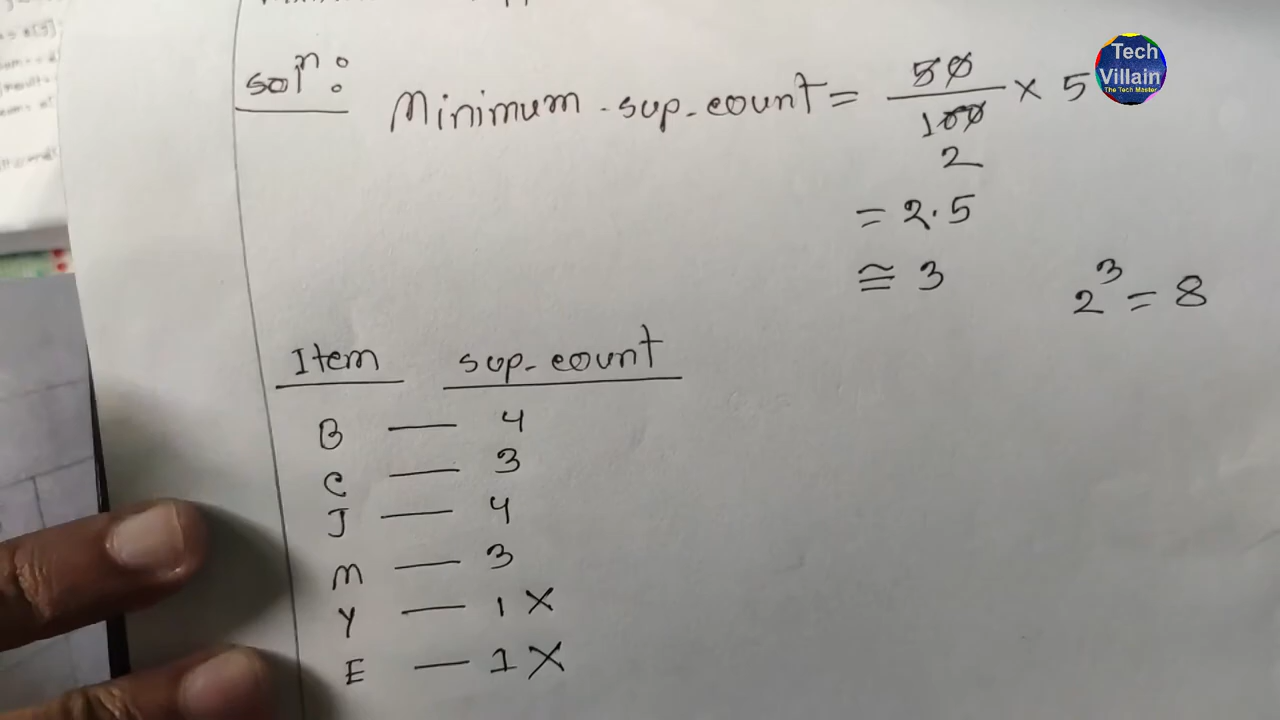 solⁿ:
Minimum-sup-count = 50/100 × 5
2
= 2.5
≅ 3
2³ = 8
Item sup-count
B — 4
C — 3
J — 4
M — 3
Y — 1 X
E — 1 X
Tech
Villain
The Tech Master